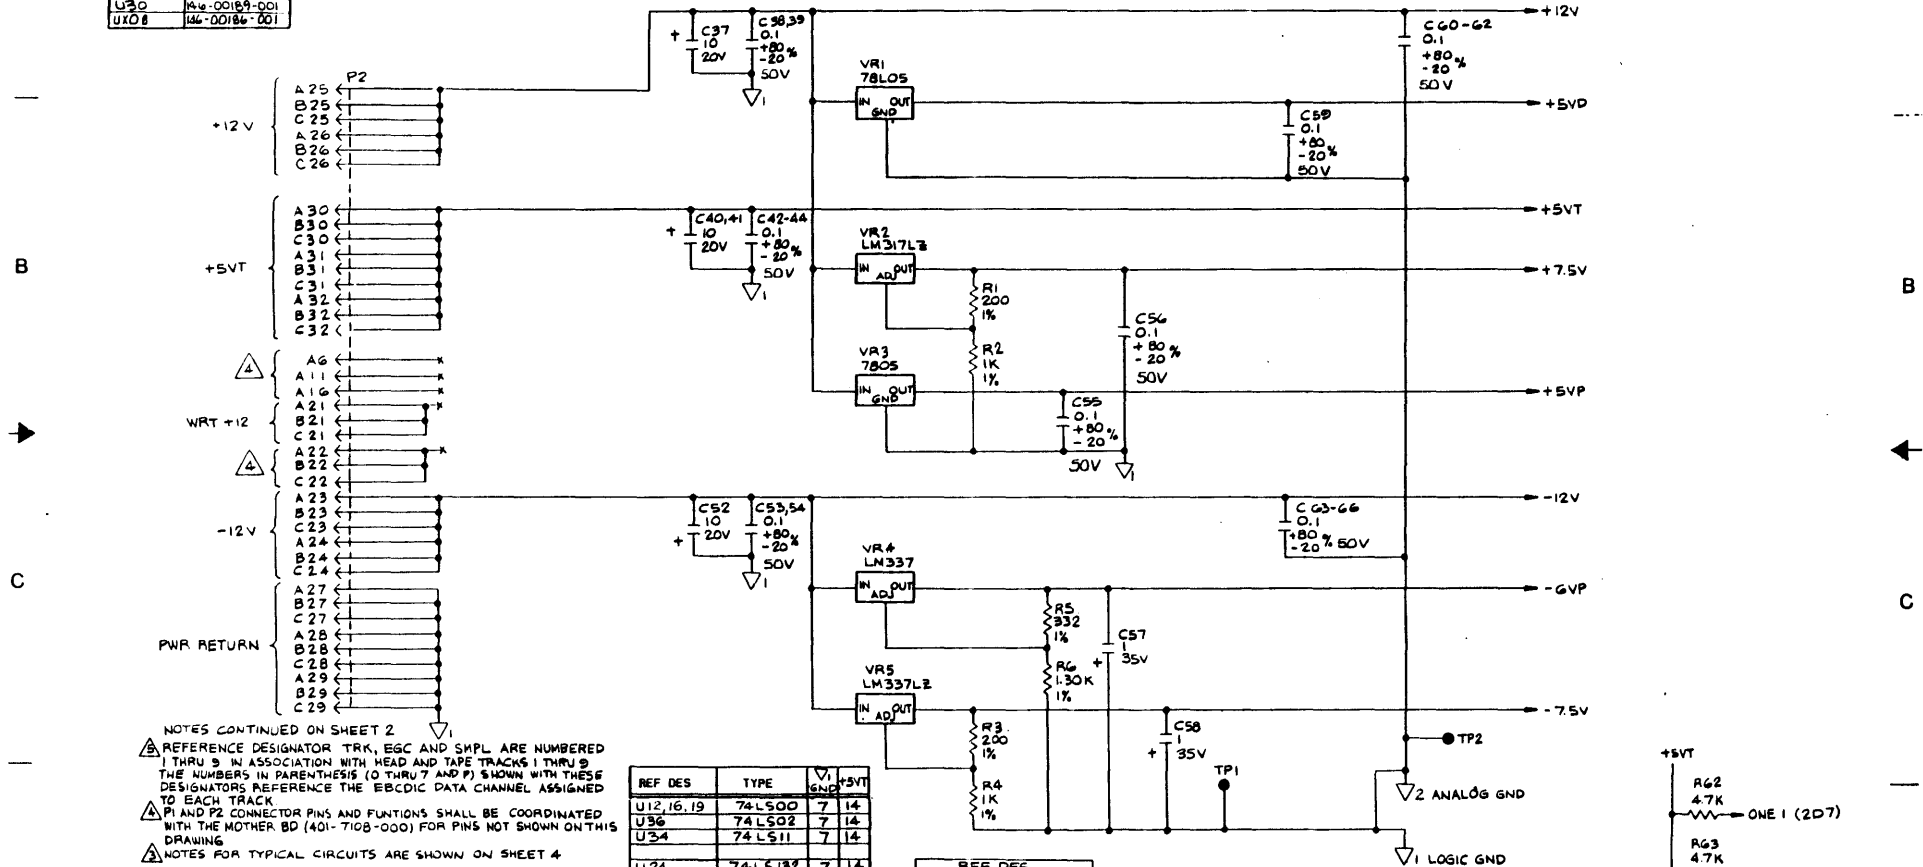 U30 146-00189-001
UX08 146-00186-001
P2
+12V
A25
B25
C25
A26
B26
C26
+5VT
A30
B30
C30
A31
B31
C31
A32
B32
C32
4
A6
A11
A16
WRT +12
A21
B21
C21
4
A22
B22
C22
-12V
A23
B23
C23
A24
B24
C24
PWR RETURN
A27
B27
C27
A28
B28
C28
A29
B29
C29
1
+
C37
10
20V
C38,39
0.1
+80
-20 %
50V
1
VR1
78L05
IN OUT
GND
C60-62
0.1
+80
-20 %
50V
+12V
C59
0.1
+80
-20 %
50V
+5VD
+
C40,41
10
20V
C42-44
0.1
+80
-20 %
50V
1
+5VT
VR2
LM317LZ
IN OUT
ADJ
R1
200
1%
R2
1K
1%
C56
0.1
+80
-20 %
50V
+7.5V
VR3
7805
IN OUT
GND
C55
0.1
+80
-20 %
50V
1
+5VP
C52
10
20V
+
C53,54
0.1
+80
-20 %
50V
1
C63-66
0.1
+80
-20 % 50V
-12V
VR4
LM337
IN OUT
ADJ
R5
332
1%
R6
1.30K
1%
C57
1
35V
+
-6VP
VR5
LM337LZ
IN OUT
ADJ
R3
200
1%
R4
1K
1%
C58
1
35V
+
-7.5V
TP2
TP1
2 ANALOG GND
1 LOGIC GND
+5VT
R62
4.7K
ONE 1 (2D7)
R63
4.7K
B
C
B
C
NOTES CONTINUED ON SHEET 2
5 REFERENCE DESIGNATOR TRK, EGC AND SMPL ARE NUMBERED
1 THRU 9 IN ASSOCIATION WITH HEAD AND TAPE TRACKS 1 THRU 9
THE NUMBERS IN PARENTHESIS (0 THRU 7 AND P) SHOWN WITH THESE
DESIGNATORS REFERENCE THE EBCDIC DATA CHANNEL ASSIGNED
TO EACH TRACK.
4 P1 AND P2 CONNECTOR PINS AND FUNTIONS SHALL BE COORDINATED
WITH THE MOTHER BD (401-7108-000) FOR PINS NOT SHOWN ON THIS
DRAWING
3 NOTES FOR TYPICAL CIRCUITS ARE SHOWN ON SHEET 4
REF DES TYPE 1 GND +5VT
U12,16,19 74LS00 7 14
U36 74LS02 7 14
U34 74LS11 7 14
74LS132 7 14
REF DES